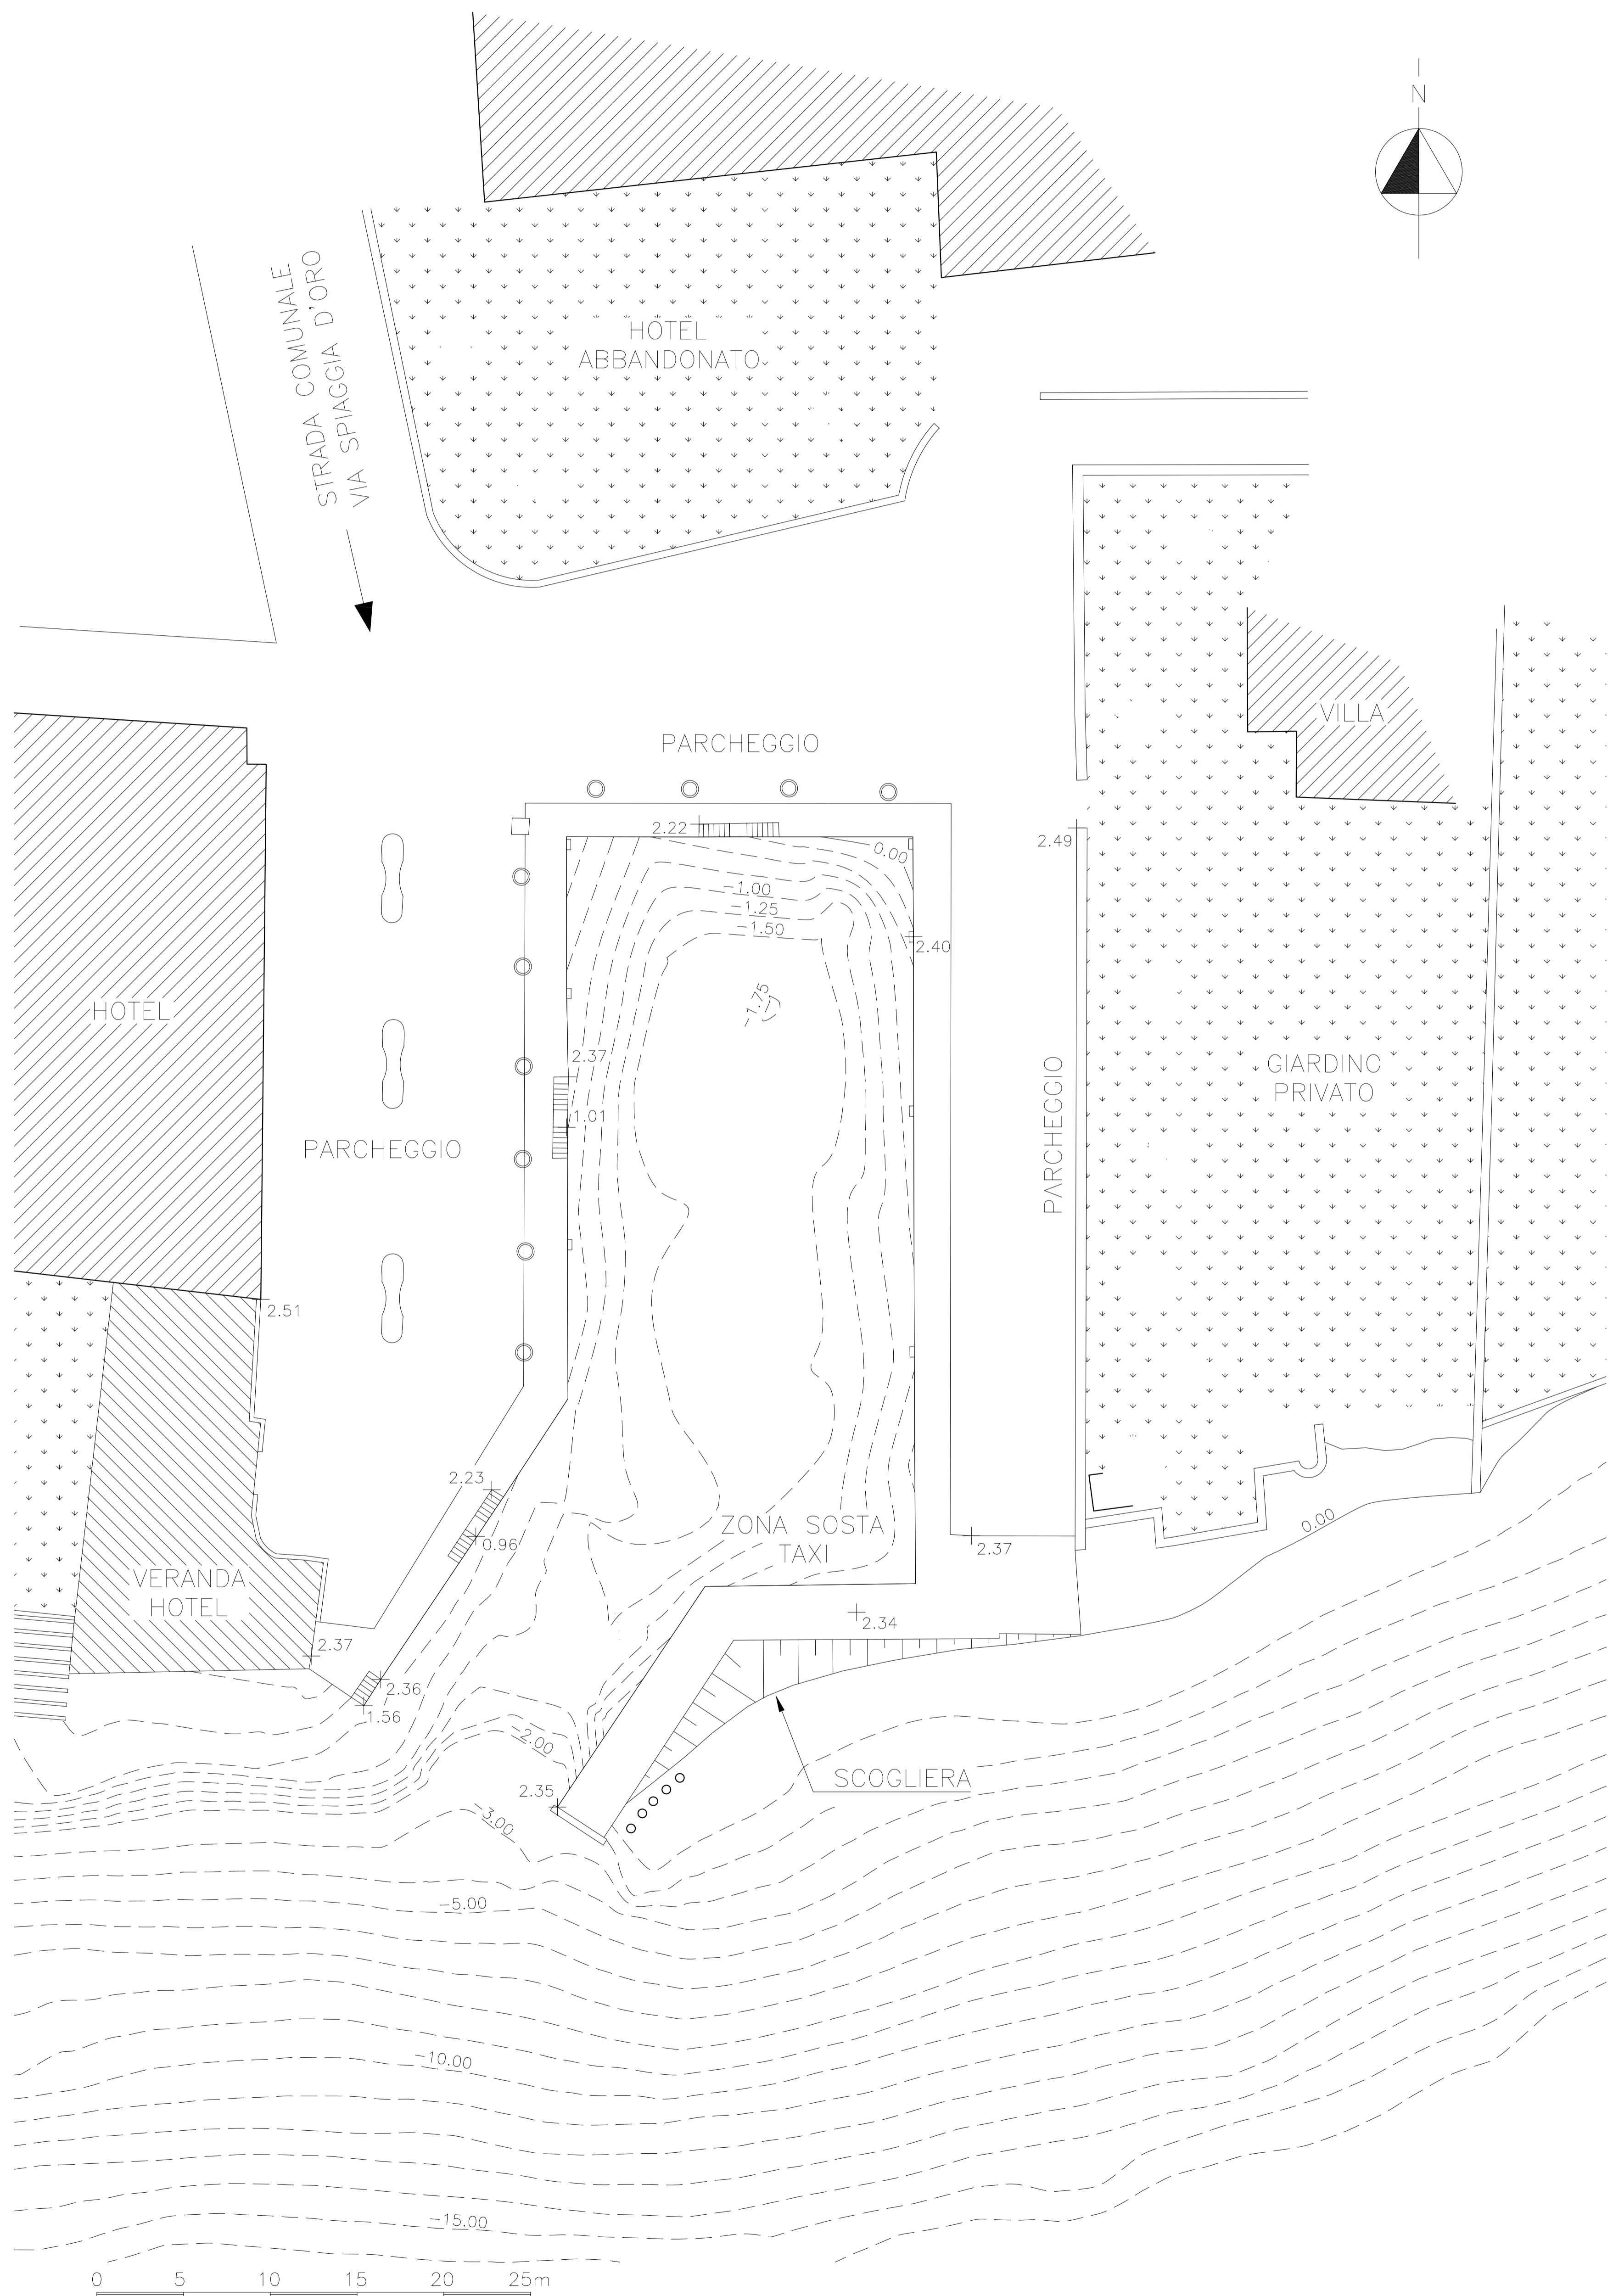 N
STRADA COMUNALE
VIA SPIAGGIA D'ORO
HOTEL
ABBANDONATO
VILLA
PARCHEGGIO
2.22
0.00
2.49
-1.00
-1.25
-1.50
2.40
-1.75
HOTEL
2.37
1.01
PARCHEGGIO
PARCHEGGIO
GIARDINO
PRIVATO
2.51
2.23
0.96
ZONA SOSTA
TAXI
2.37
0.00
VERANDA
HOTEL
2.34
2.37
2.36
1.56
-2.00
SCOGLIERA
2.35
-3.00
-5.00
-10.00
-15.00
0 5 10 15 20 25m